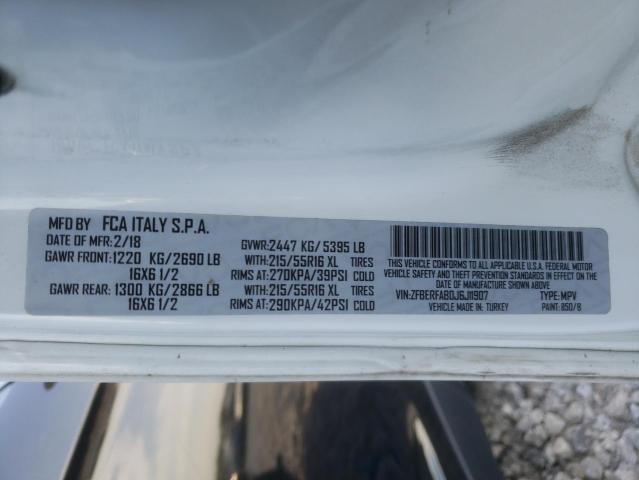 MFD BY FCA ITALY S.P.A.
DATE OF MFR: 2/18
GVWR: 2447 KG/ 5395 LB
GAWR FRONT: 1220 KG/2690 LB WITH: 215/55R16 XL TIRES
16X6 1/2 RIMS AT: 270KPA/39PSI COLD
GAWR REAR: 1300 KG/2866 LB WITH: 215/55R16 XL TIRES
16X6 1/2 RIMS AT: 290KPA/42PSI COLD
THIS VEHICLE CONFORMS TO ALL APPLICABLE U.S.A. FEDERAL MOTOR
VEHICLE SAFETY, BUMPER, AND THEFT PREVENTION STANDARDS
IN EFFECT ON THE DATE OF MANUFACTURE SHOWN ABOVE.
VIN: ZFBERFAB0J6J11907 TYPE: MPV
VEHICLE MADE IN: TURKEY PAINT: 850/B